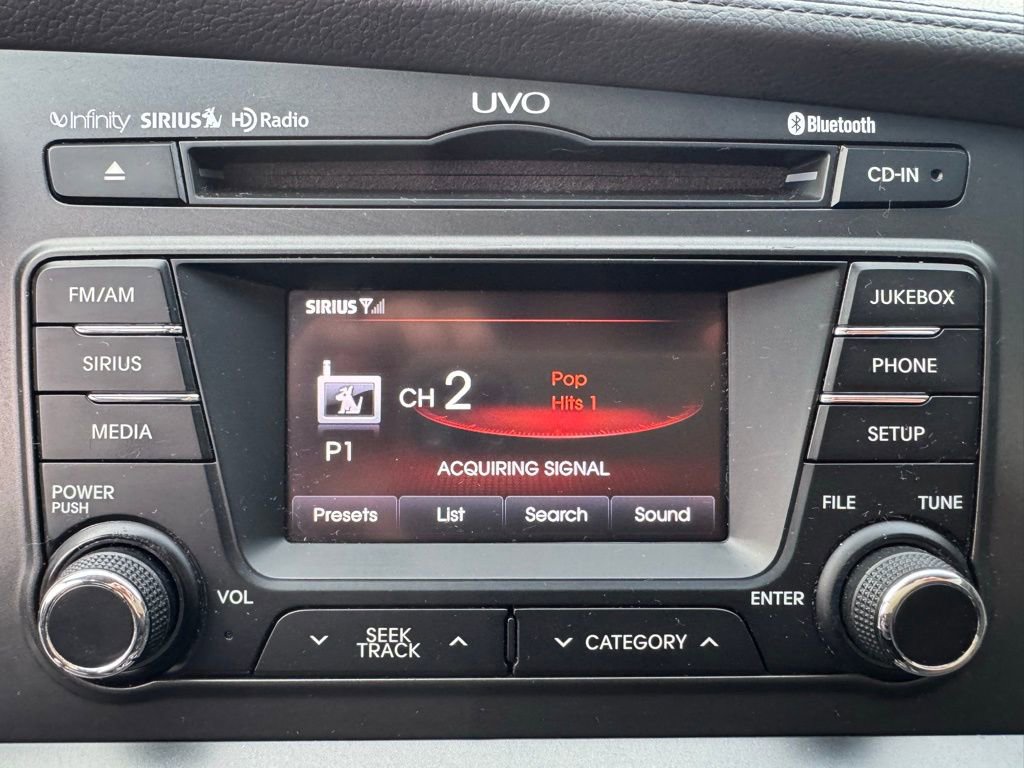 UVO
Infinity SIRIUS HD Radio
Bluetooth
CD-IN
FM/AM
SIRIUS
MEDIA
JUKEBOX
PHONE
SETUP
SIRIUS
CH 2
Pop
Hits 1
P1
ACQUIRING SIGNAL
Presets List Search Sound
POWER
PUSH
VOL
FILE TUNE
ENTER
SEEK
TRACK
CATEGORY